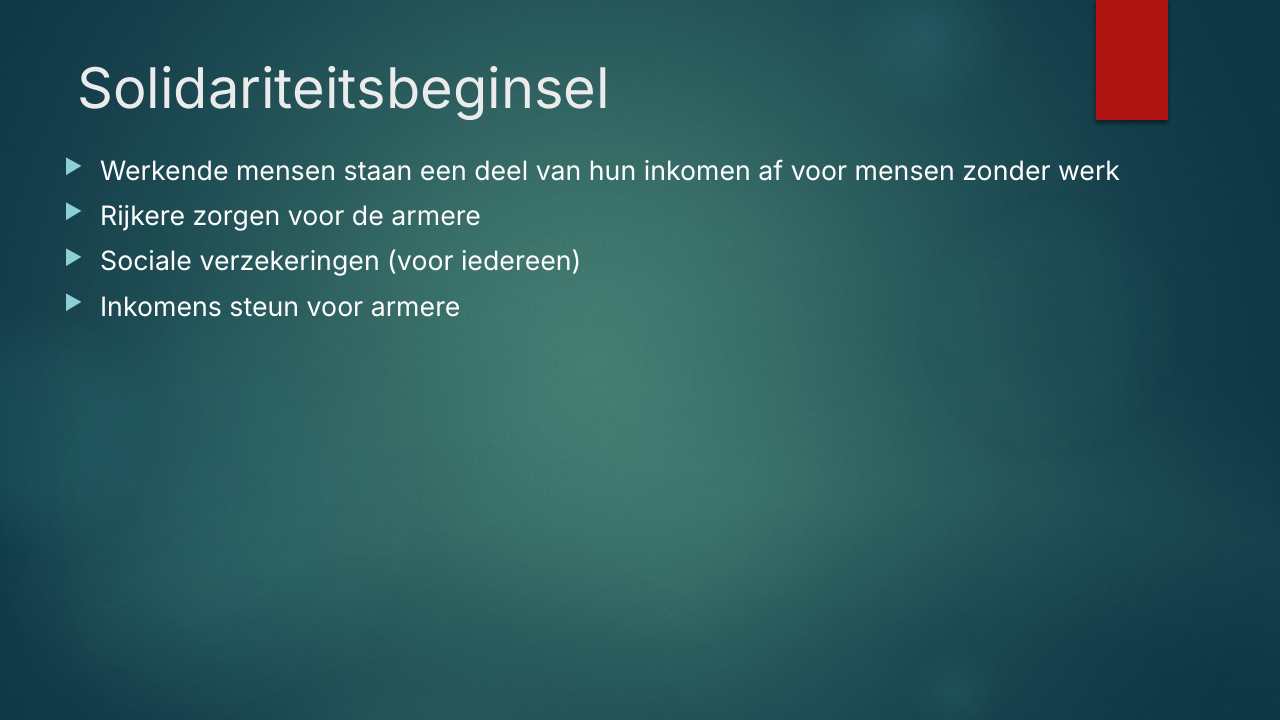 Solidariteitsbeginsel
Werkende mensen staan een deel van hun inkomen af voor mensen zonder werk
Rijkere zorgen voor de armere
Sociale verzekeringen (voor iedereen)
Inkomens steun voor armere